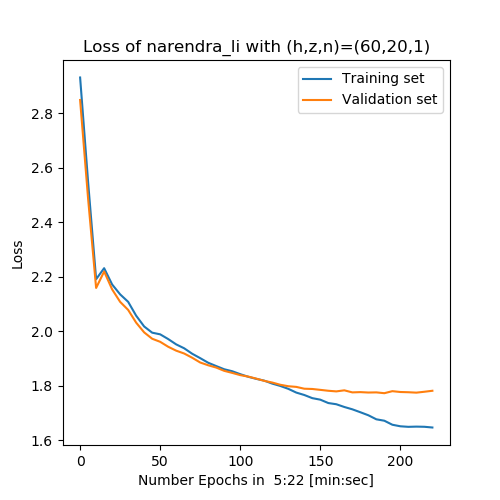 Loss of narendra_li with (h,z,n)=(60,20,1)
Training set
Validation set
2.8
2.6
2.4
2.2
2.0
1.8
1.6
Loss
0 50 100 150 200
Number Epochs in  5:22 [min:sec]